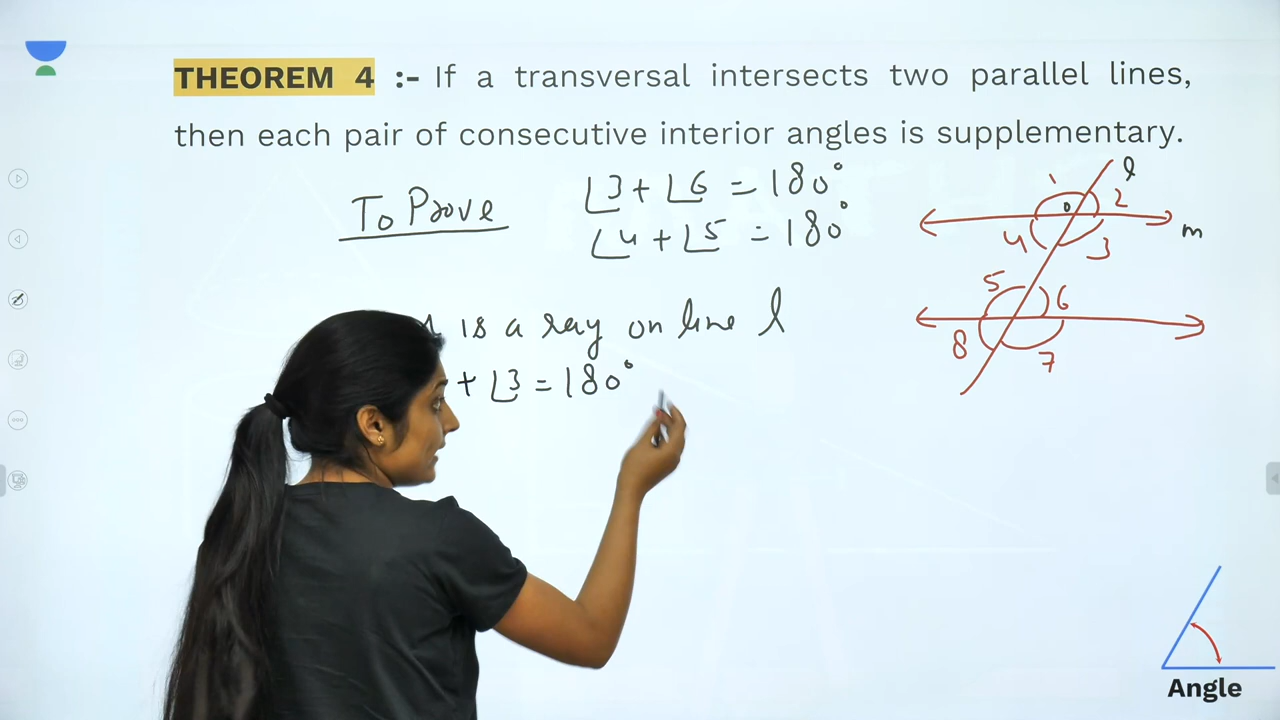 THEOREM 4 :- If a transversal intersects two parallel lines,
then each pair of consecutive interior angles is supplementary.
To Prove
∠3 + ∠6 = 180°
∠4 + ∠5 = 180°
is a ray on line l
+ ∠3 = 180°
l
1 2
0
m
4 3
5 6
8 7
Angle